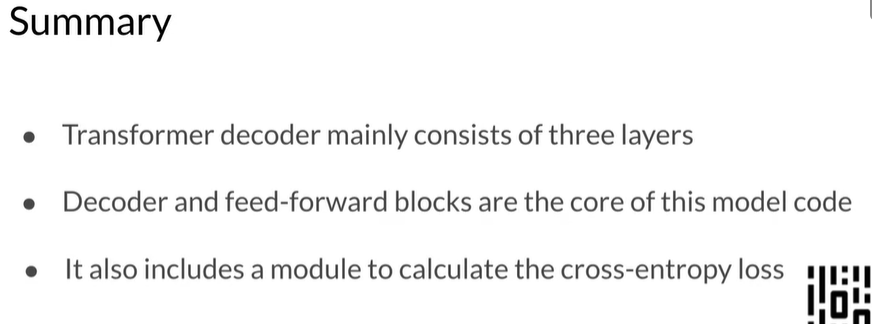 Summary
● Transformer decoder mainly consists of three layers
● Decoder and feed-forward blocks are the core of this model code
● It also includes a module to calculate the cross-entropy loss